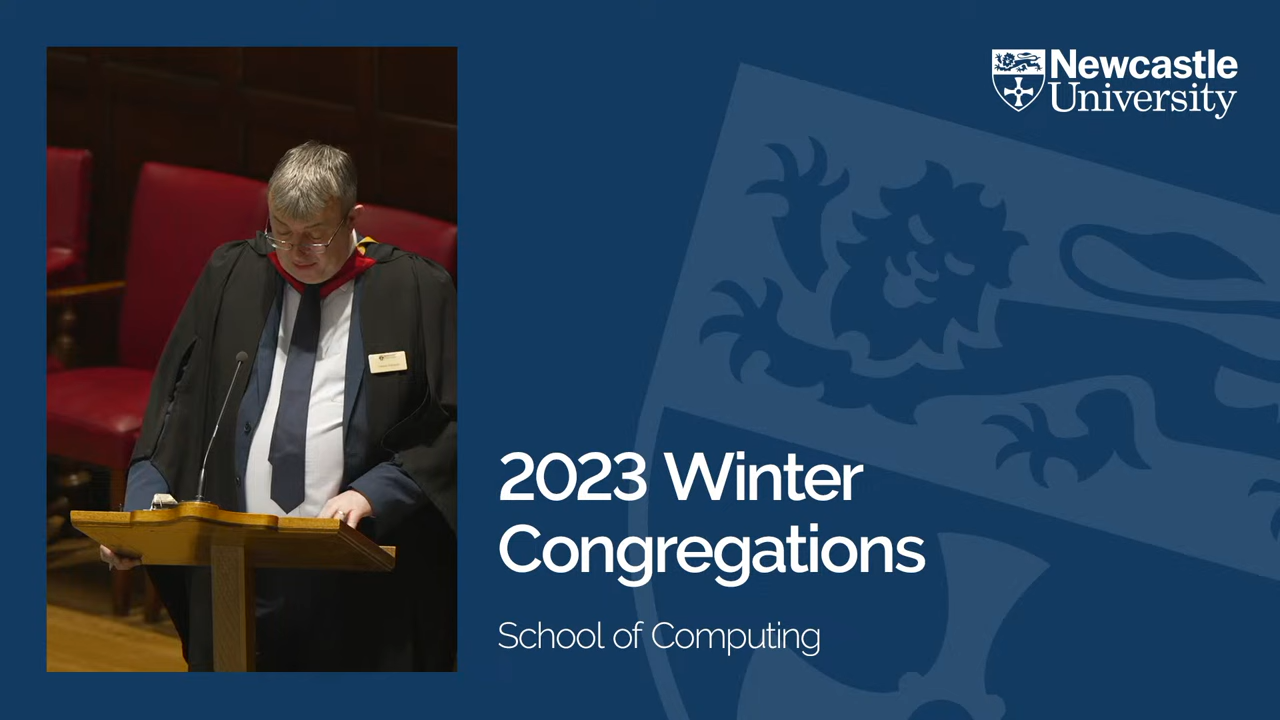 Newcastle
University
2023 Winter
Congregations
School of Computing